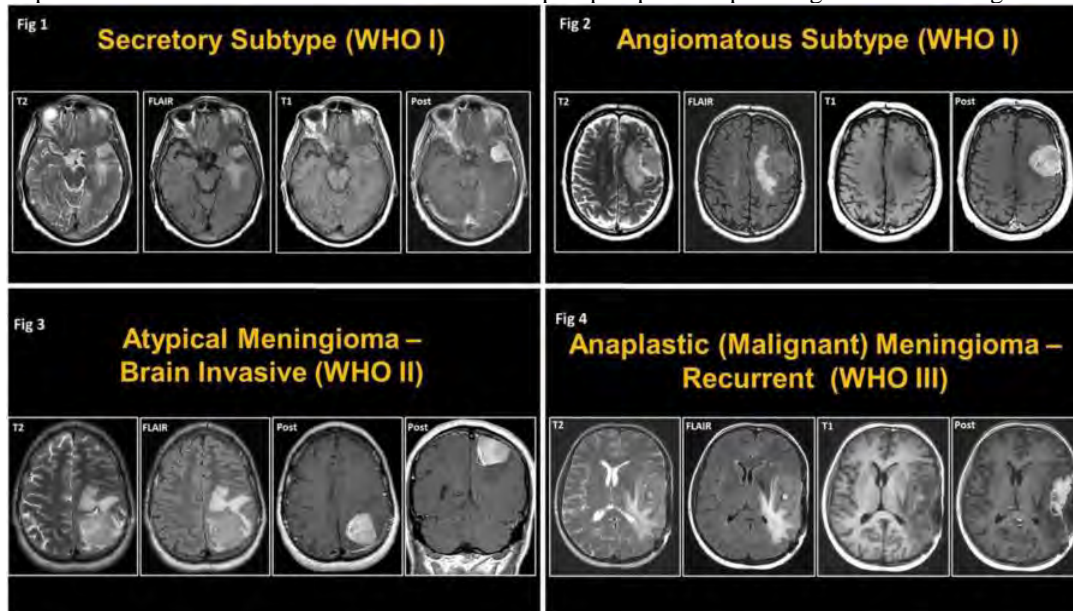 Fig 1
Secretory Subtype (WHO I)
T2
FLAIR
T1
Post
Fig 2
Angiomatous Subtype (WHO I)
T2
FLAIR
T1
Post
Fig 3
Atypical Meningioma –
Brain Invasive (WHO II)
T2
FLAIR
Post
Post
Fig 4
Anaplastic (Malignant) Meningioma –
Recurrent (WHO III)
T2
FLAIR
T1
Post